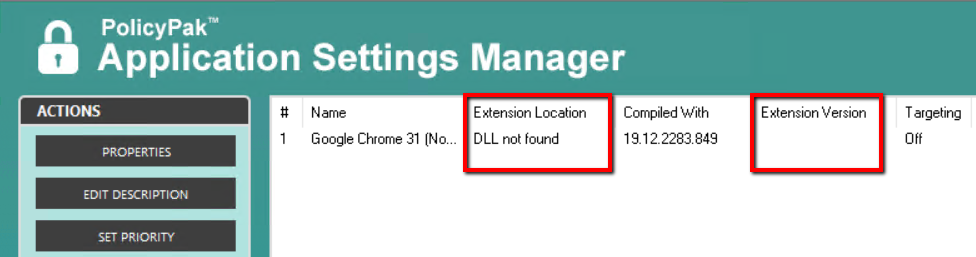 PolicyPak™
Application Settings Manager
ACTIONS
PROPERTIES
EDIT DESCRIPTION
SET PRIORITY
# Name Extension Location Compiled With Extension Version Targeting
1 Google Chrome 31 (No... DLL not found 19.12.2283.849 Off